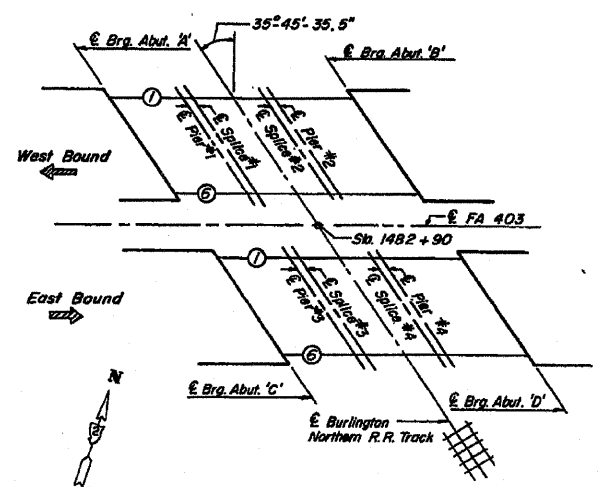 35°-45'-35.5"
℄ Brg. Abut. 'A'
℄ Brg. Abut. 'B'
1
℄ Pier #1
℄ Splice #1
℄ Splice #2
℄ Pier #2
West Bound
6
℄ FA 403
Sta. 1482+90
1
℄ Pier #3
℄ Splice #3
℄ Splice #4
℄ Pier #4
East Bound
6
N
℄ Brg. Abut. 'C'
℄ Brg. Abut. 'D'
℄ Burlington
Northern R.R. Track